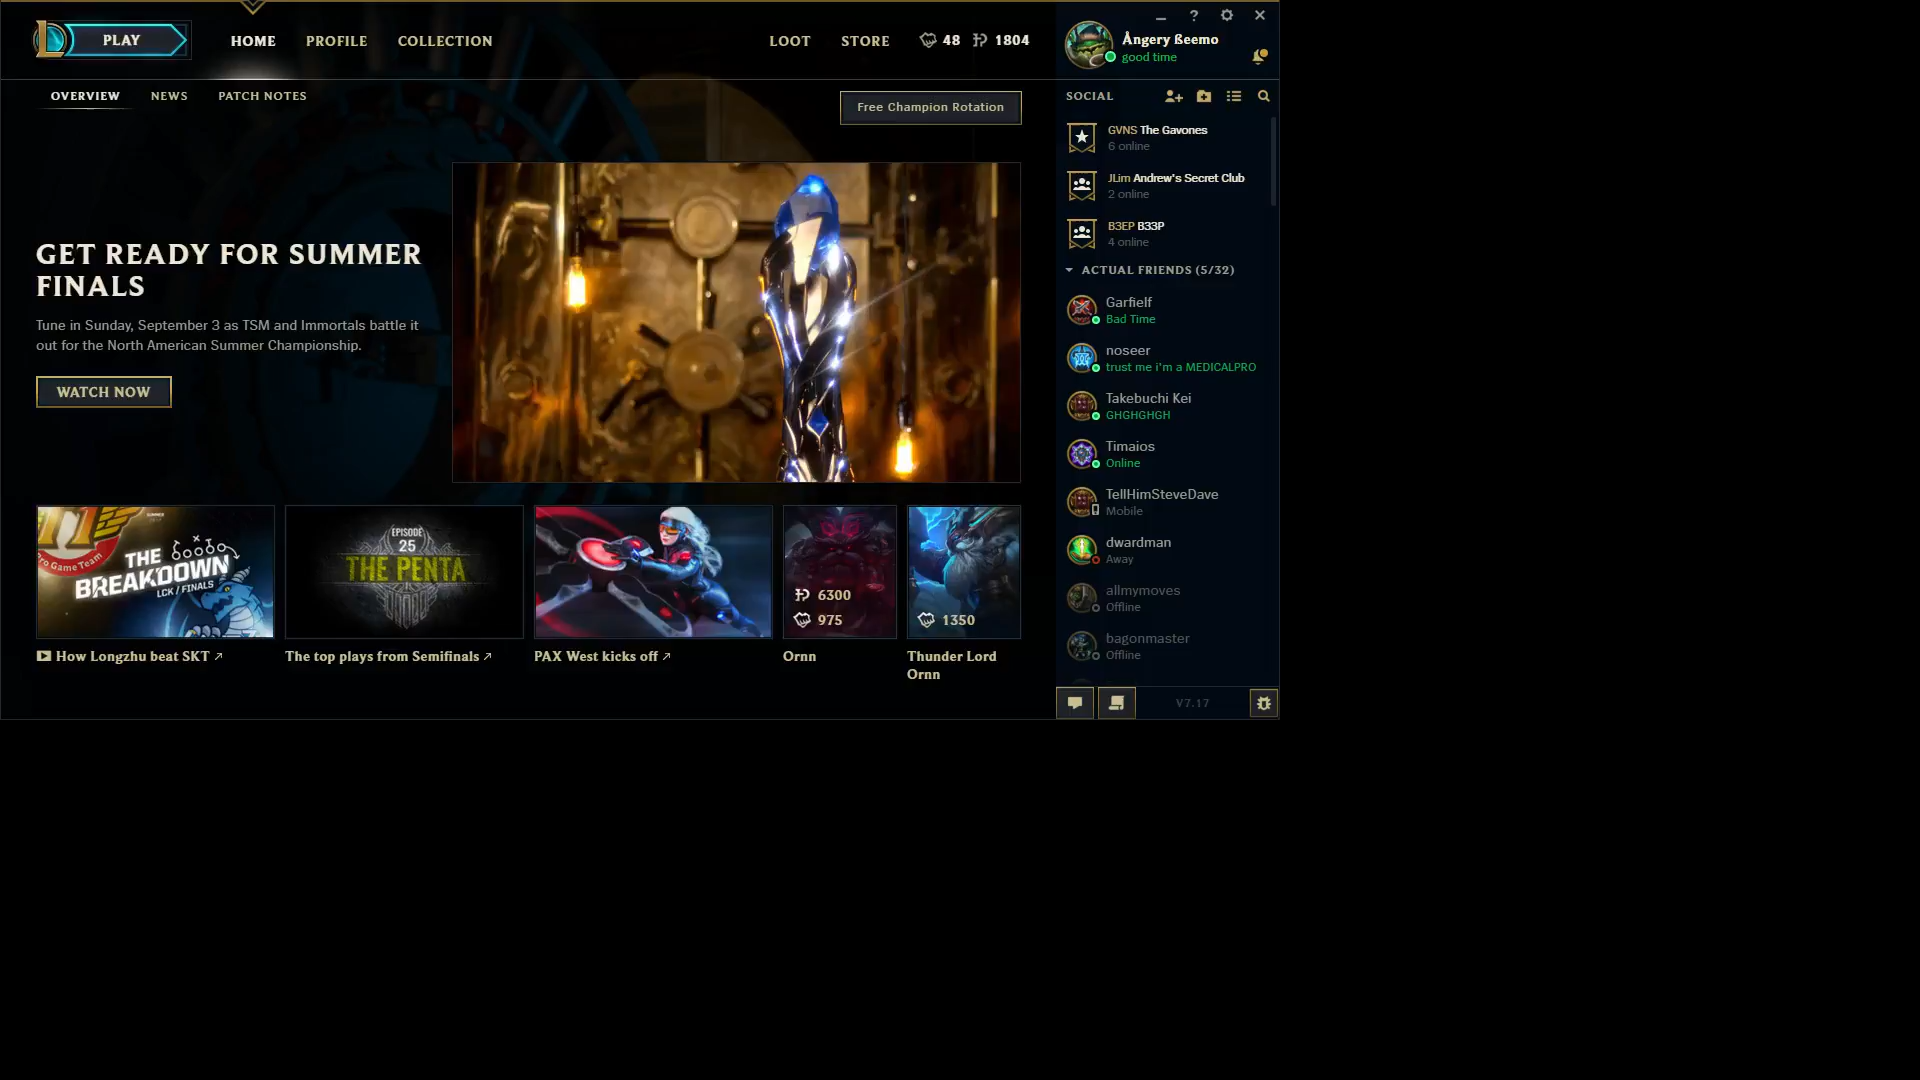 PLAY
HOME
PROFILE
COLLECTION
LOOT
STORE
48
1804
Ångery ßeemo
good time
OVERVIEW
NEWS
PATCH NOTES
Free Champion Rotation
SOCIAL
GVNS The Gavones
6 online
JLim Andrew's Secret Club
2 online
B3EP B33P
4 online
GET READY FOR SUMMER
FINALS
Tune in Sunday, September 3 as TSM and Immortals battle it
out for the North American Summer Championship.
WATCH NOW
ACTUAL FRIENDS (5/32)
Garfielf
Bad Time
noseer
trust me i'm a MEDICALPRO
Takebuchi Kei
GHGHGHGH
Timaios
Online
TellHimSteveDave
Mobile
dwardman
Away
allmymoves
Offline
bagonmaster
Offline
Pro Game Team
THE
BREAKDOWN
LCK / FINALS
EPISODE
25
THE PENTA
6300
975
1350
How Longzhu beat SKT
The top plays from Semifinals
PAX West kicks off
Ornn
Thunder Lord
Ornn
V7.17